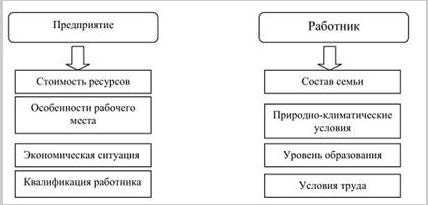 Предприятие
Стоимость ресурсов
Особенности рабочего
места
Экономическая ситуация
Квалификация работника
Работник
Состав семьи
Природно-климатические
условия
Уровень образования
Условия труда